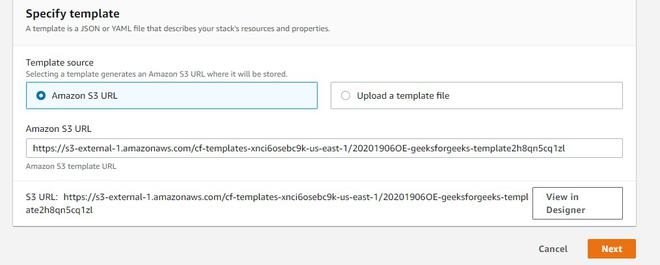 Specify template
A template is a JSON or YAML file that describes your stack's resources and properties.
Template source
Selecting a template generates an Amazon S3 URL where it will be stored.
Amazon S3 URL
Upload a template file
Amazon S3 URL
https://s3-external-1.amazonaws.com/cf-templates-xnci6osebc9k-us-east-1/20201906OE-geeksforgeeks-template2h8qn5cq1zl
Amazon S3 template URL
S3 URL: https://s3-external-1.amazonaws.com/cf-templates-xnci6osebc9k-us-east-1/20201906OE-geeksforgeeks-templ
ate2h8qn5cq1zl
View in
Designer
Cancel
Next